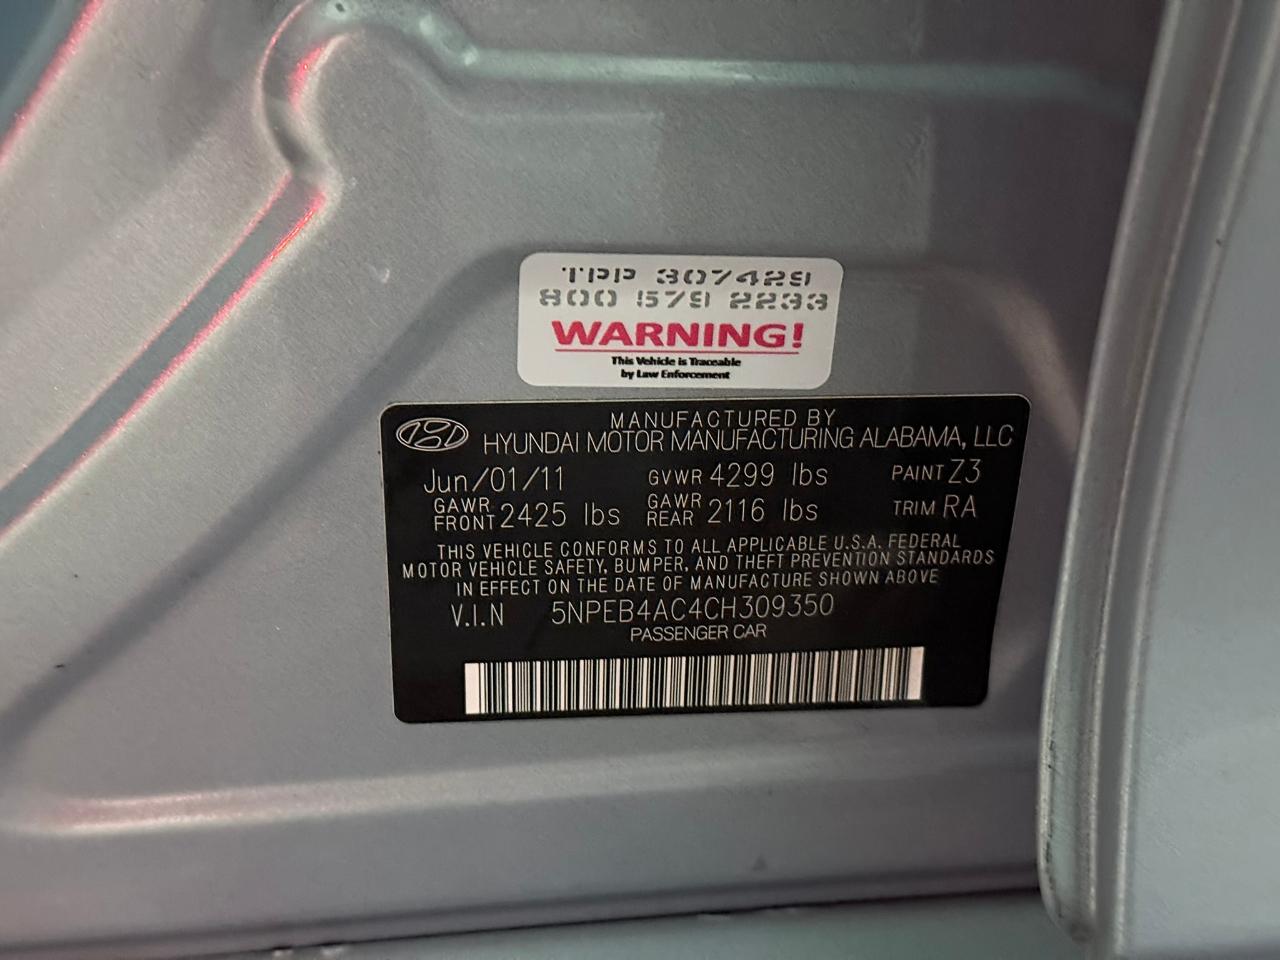 TPP 307429
800 579 2233
WARNING!
This Vehicle is Traceable
by Law Enforcement
MANUFACTURED BY
HYUNDAI MOTOR MANUFACTURING ALABAMA, LLC
Jun/01/11 GVWR 4299 lbs PAINT Z3
GAWR FRONT 2425 lbs GAWR REAR 2116 lbs TRIM RA
THIS VEHICLE CONFORMS TO ALL APPLICABLE U.S.A. FEDERAL
MOTOR VEHICLE SAFETY, BUMPER, AND THEFT PREVENTION STANDARDS
IN EFFECT ON THE DATE OF MANUFACTURE SHOWN ABOVE
V.I.N 5NPEB4AC4CH309350
PASSENGER CAR